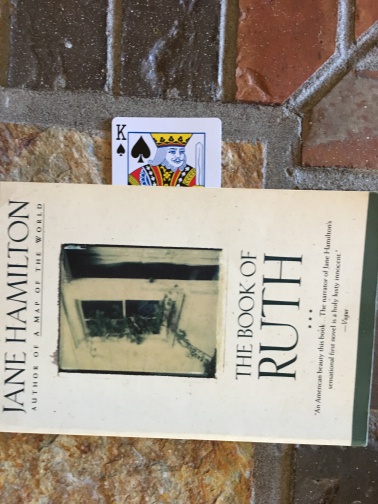 K
JANE HAMILTON
AUTHOR OF A MAP OF THE WORLD
THE BOOK OF
RUTH
"An American beauty this book. The narrator of Jane Hamilton's
sensational first novel is a holy lusty innocent."
—Vogue